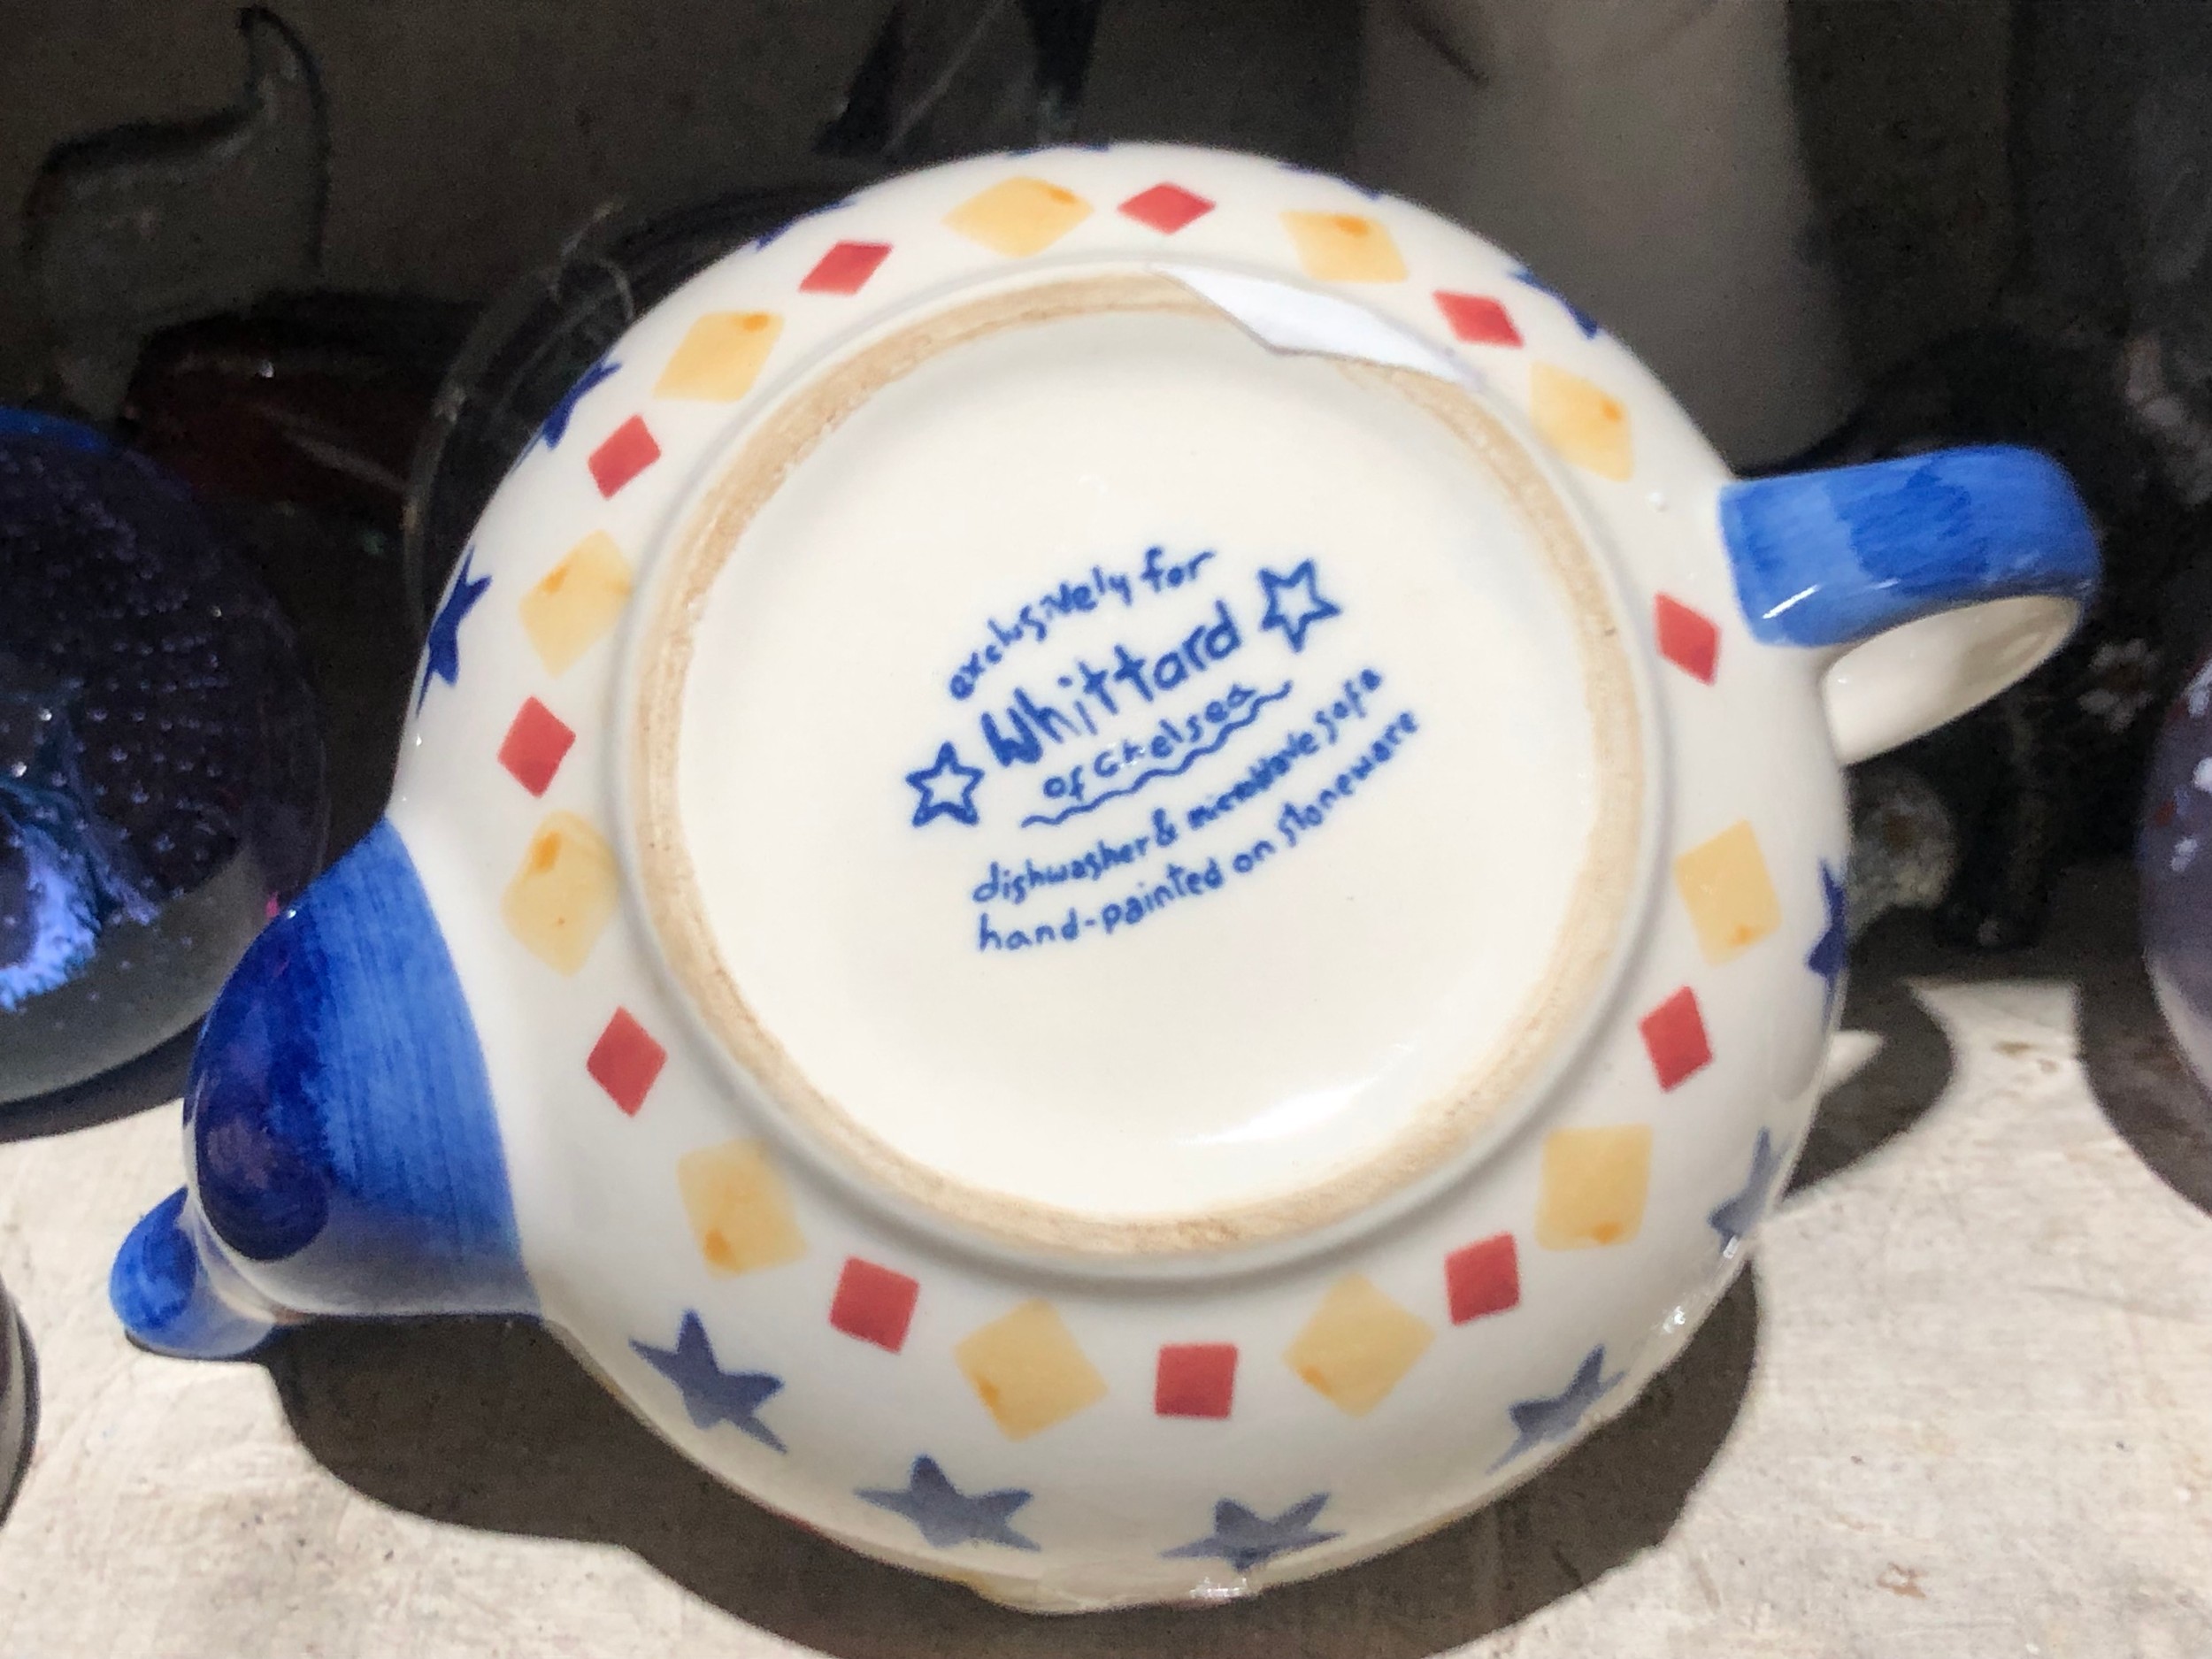 exclusively for
Whittard
of Chelsea
dishwasher & microwave safe
hand-painted on stoneware